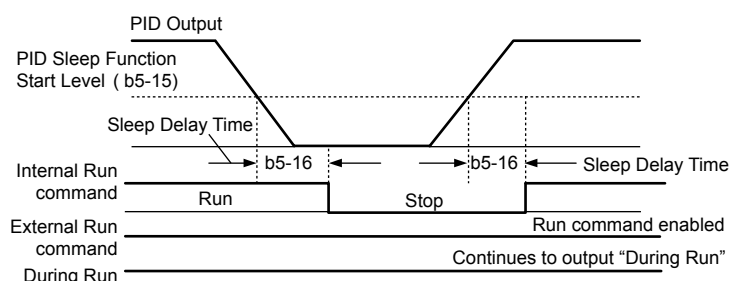 PID Output
PID Sleep Function
Start Level ( b5-15)
Sleep Delay Time
b5-16
b5-16
Sleep Delay Time
Internal Run
command
Run
Stop
External Run
command
Run command enabled
Continues to output “During Run”
During Run